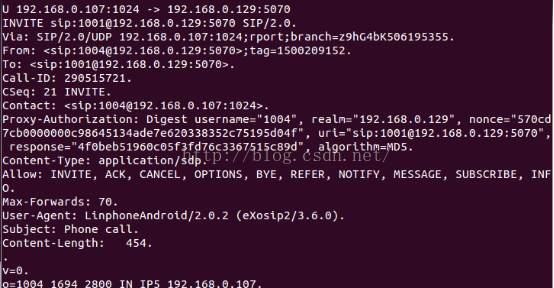 U 192.168.0.107:1024 -> 192.168.0.129:5070
INVITE sip:1001@192.168.0.129:5070 SIP/2.0.
Via: SIP/2.0/UDP 192.168.0.107:1024;rport;branch=z9hG4bK506195355.
From: <sip:1004@192.168.0.129:5070>;tag=1500209152.
To: <sip:1001@192.168.0.129:5070>.
Call-ID: 290515721.
CSeq: 21 INVITE.
Contact: <sip:1004@192.168.0.107:1024>.
Proxy-Authorization: Digest username="1004", realm="192.168.0.129", nonce="570cd
7cb0000000c98645134ade7e620338352c75195d04f", uri="sip:1001@192.168.0.129:5070",
 response="4f0beb51960c05f3fd76c3367515c89d", algorithm=MD5.
Content-Type: application/sdp.
http://blog.csdn.net/
Allow: INVITE, ACK, CANCEL, OPTIONS, BYE, REFER, NOTIFY, MESSAGE, SUBSCRIBE, INF
O.
Max-Forwards: 70.
User-Agent: LinphoneAndroid/2.0.2 (eXosip2/3.6.0).
Subject: Phone call.
Content-Length:   454.
.
v=0.
o=1004 1694 2800 IN IP5 192.168.0.107.